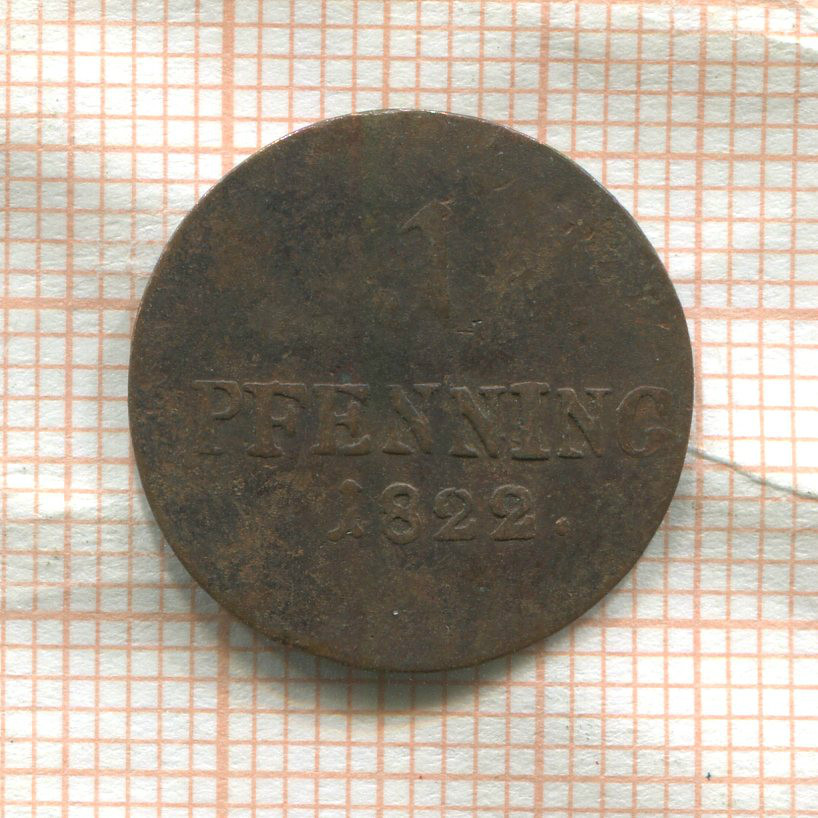 1
PFENNING
1822.